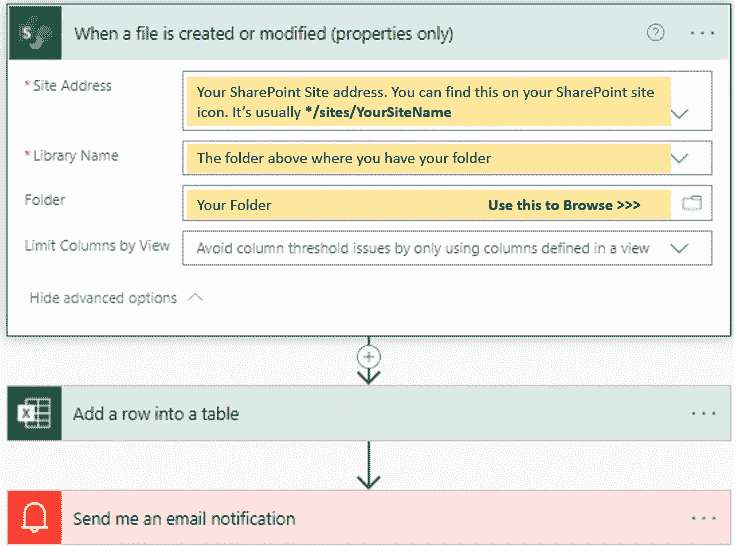 When a file is created or modified (properties only)
* Site Address
Your SharePoint Site address. You can find this on your SharePoint site
icon. It's usually */sites/YourSiteName
* Library Name
The folder above where you have your folder
Folder
Your Folder
Use this to Browse >>>
Limit Columns by View
Avoid column threshold issues by only using columns defined in a view
Hide advanced options
Add a row into a table
Send me an email notification